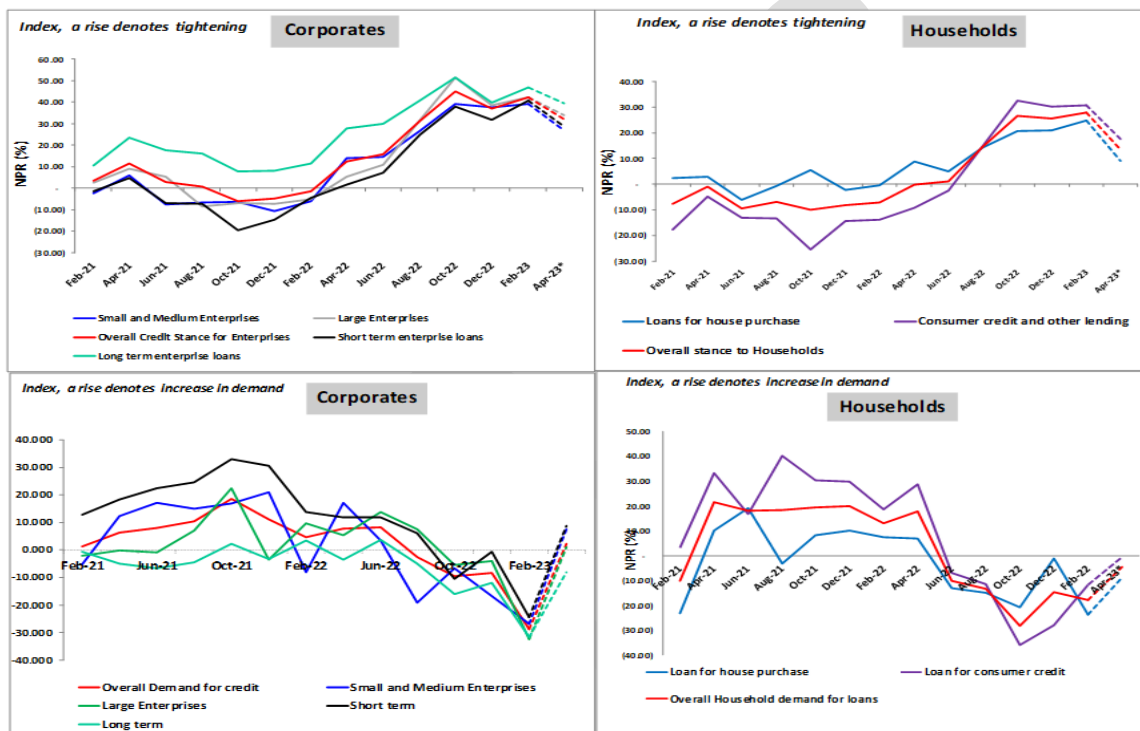 Index, a rise denotes tightening
Corporates
NPR (%)
60.00
50.00
40.00
30.00
20.00
10.00
-
(10.00)
(20.00)
(30.00)
Feb-21
Apr-21
Jun-21
Aug-21
Oct-21
Dec-21
Feb-22
Apr-22
Jun-22
Aug-22
Oct-22
Dec-22
Feb-23
Apr-23*
Small and Medium Enterprises
Large Enterprises
Overall Credit Stance for Enterprises
Short term enterprise loans
Long term enterprise loans
Index, a rise denotes tightening
Households
NPR (%)
40.00
30.00
20.00
10.00
-
(10.00)
(20.00)
(30.00)
Feb-21
Apr-21
Jun-21
Aug-21
Oct-21
Dec-21
Feb-22
Apr-22
Jun-22
Aug-22
Oct-22
Dec-22
Feb-23
Apr-23*
Loans for house purchase
Consumer credit and other lending
Overall stance to Households
Index, a rise denotes increase in demand
Corporates
40.000
30.000
20.000
10.000
0.000
-10.000
-20.000
-30.000
-40.000
Feb-21
Jun-21
Oct-21
Feb-22
Jun-22
Oct-22
Feb-23
Overall Demand for credit
Small and Medium Enterprises
Large Enterprises
Short term
Long term
Index, a rise denotes increase in demand
Households
NPR (%)
50.00
40.00
30.00
20.00
10.00
-
(10.00)
(20.00)
(30.00)
(40.00)
Feb-21
Apr-21
Jun-21
Aug-21
Oct-21
Dec-21
Feb-22
Apr-22
Jun-22
Aug-22
Oct-22
Dec-22
Feb-22
Apr-23*
Loan for house purchase
Loan for consumer credit
Overall Household demand for loans